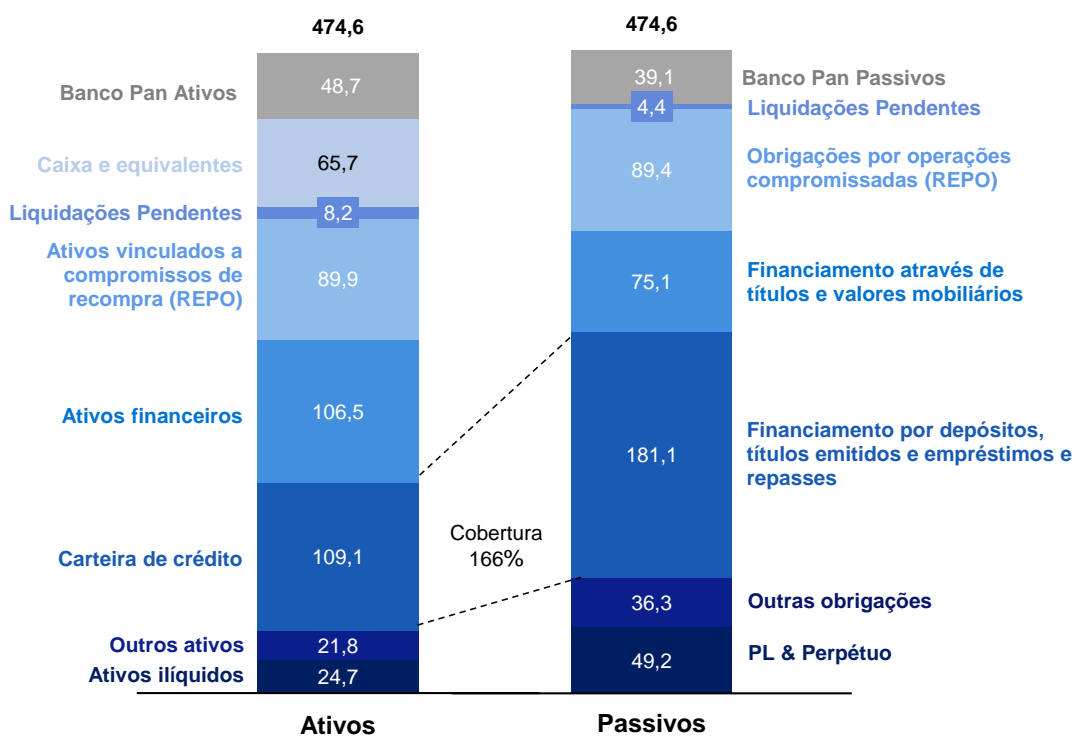 474,6
474,6
Banco Pan Ativos
48,7
Caixa e equivalentes
65,7
Liquidações Pendentes
8,2
Ativos vinculados a
compromissos de
recompra (REPO)
89,9
Ativos financeiros
106,5
Carteira de crédito
109,1
Outros ativos
21,8
Ativos ilíquidos
24,7
Ativos
Cobertura
166%
39,1
Banco Pan Passivos
4,4
Liquidações Pendentes
89,4
Obrigações por operações
compromissadas (REPO)
75,1
Financiamento através de
títulos e valores mobiliários
181,1
Financiamento por depósitos,
títulos emitidos e empréstimos e
repasses
36,3
Outras obrigações
49,2
PL & Perpétuo
Passivos